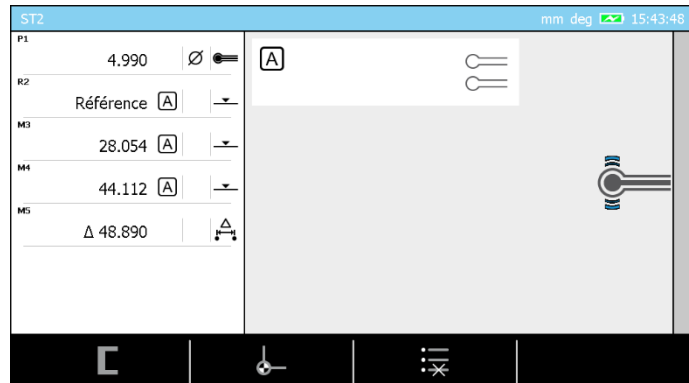 ST2
mm deg 15:43:48
P1
4.990 Ø
R2
Référence A
M3
28.054 A
M4
44.112 A
M5
Δ 48.890 Δ
A